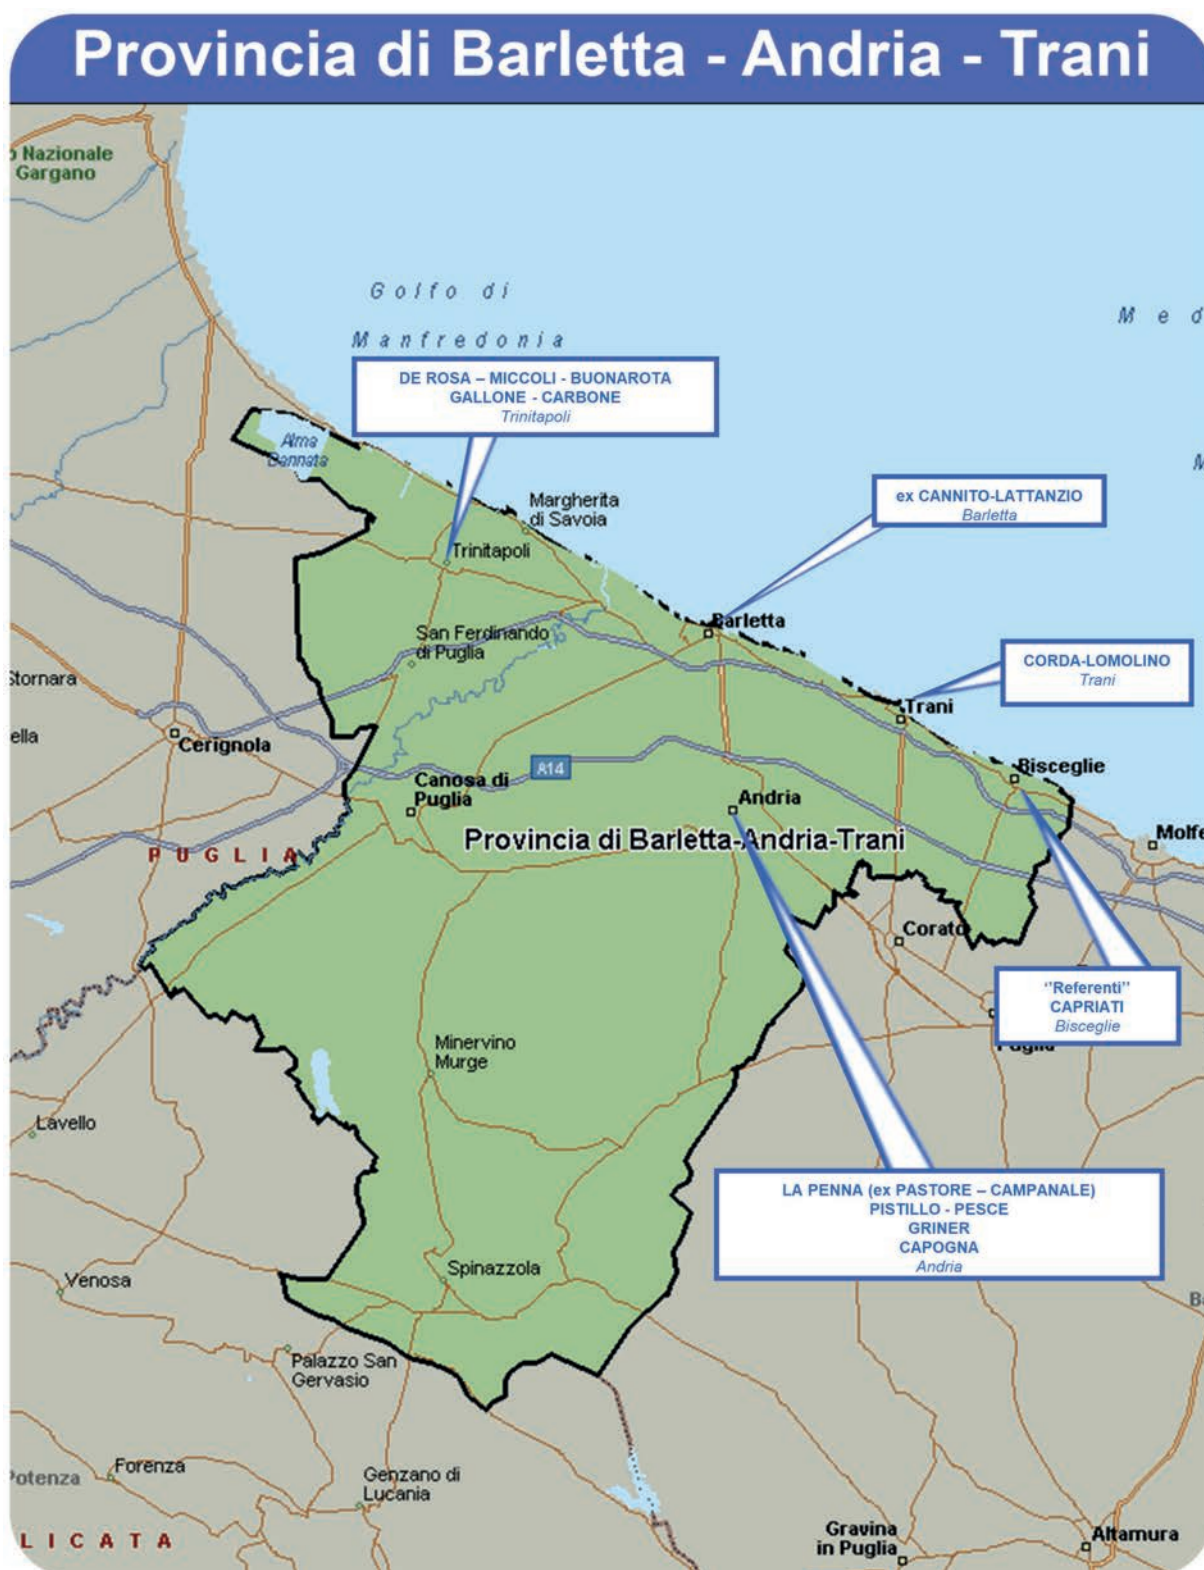 Provincia di Barletta - Andria - Trani
Nazionale
Gargano
Golfo di
Manfredonia
DE ROSA – MICCOLI - BUONAROTA
GALLONE - CARBONE
Trinitapoli
Alma
Dannata
Margherita
di Savoia
ex CANNITO-LATTANZIO
Barletta
Trinitapoli
Barletta
San Ferdinando
di Puglia
CORDA-LOMOLINO
Trani
Stornara
Trani
Cerignola
A14
Bisceglie
Canosa di
Puglia
Andria
Provincia di Barletta-Andria-Trani
PUGLIA
Corato
"Referenti"
CAPRIATI
Bisceglie
Puglia
Minervino
Murge
Lavello
LA PENNA (ex PASTORE – CAMPANALE)
PISTILLO - PESCE
GRINER
CAPOGNA
Andria
Spinazzola
Venosa
Palazzo San
Gervasio
Forenza
Potenza
Genzano di
Lucania
LICATA
Gravina
in Puglia
Altamura